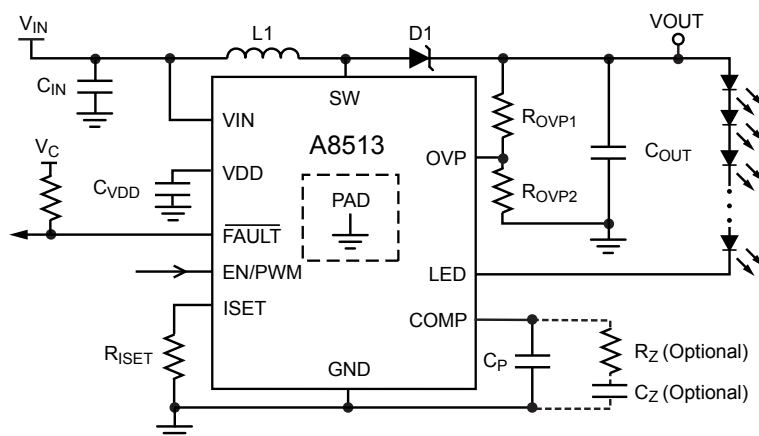 VIN
L1
D1
VOUT
CIN
SW
VIN
ROVP1
VC
A8513
OVP
COUT
VDD
CVDD
PAD
ROVP2
FAULT
EN/PWM
LED
ISET
COMP
RISET
GND
CP
RZ (Optional)
CZ (Optional)